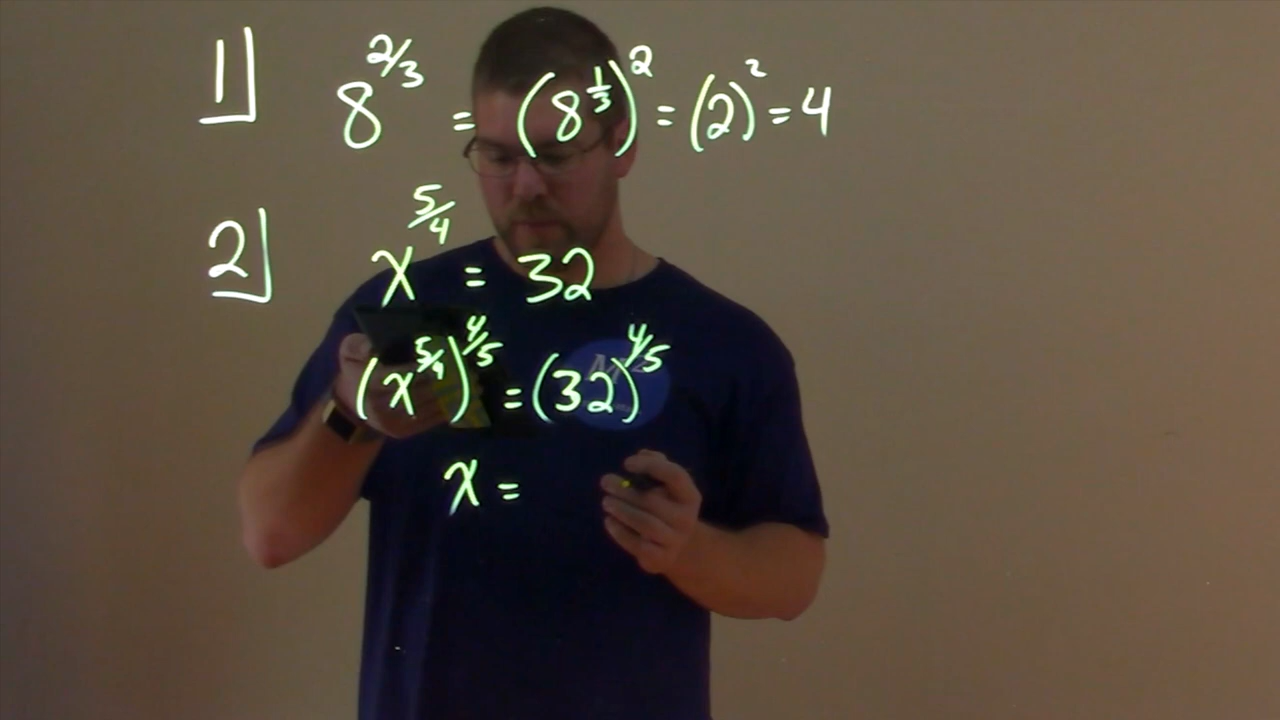 1 8^{2/3} = (8^{1/3})^2 = (2)^2 = 4
2 x^{5/4} = 32
(x^{5/4})^{4/5} = (32)^{4/5}
x =